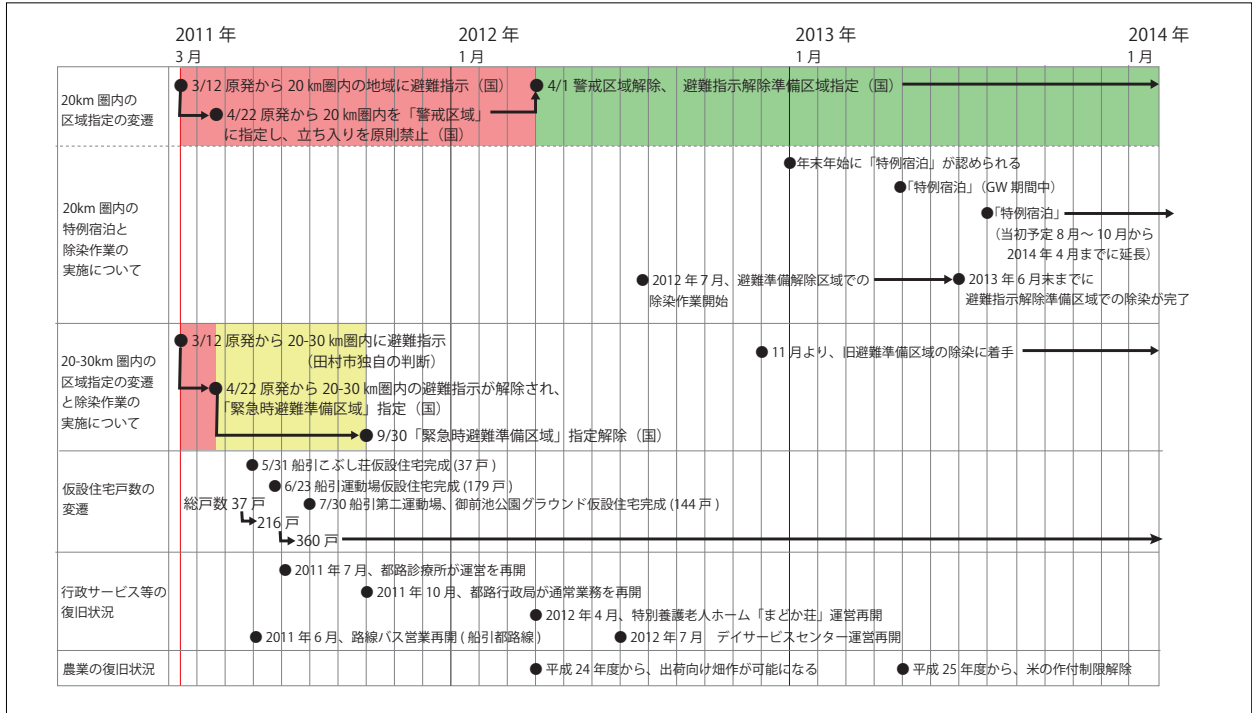 2011 年
3 月
2012 年
1 月
2013 年
1 月
2014 年
1 月
20km 圏内の
区域指定の変遷
3/12 原発から 20 ㎞圏内の地域に避難指示（国）
4/22 原発から 20 ㎞圏内を「警戒区域」
に指定し、立ち入りを原則禁止（国）
4/1 警戒区域解除、 避難指示解除準備区域指定（国）
20km 圏内の
特例宿泊と
除染作業の
実施について
年末年始に「特例宿泊」が認められる
「特例宿泊」（GW 期間中）
「特例宿泊」
（当初予定 8 月～ 10 月から
2014 年 4 月までに延長）
2012 年 7 月、避難準備解除区域での
除染作業開始
2013 年 6 月末までに
避難指示解除準備区域での除染が完了
20-30km 圏内の
区域指定の変遷
と除染作業の
実施について
3/12 原発から 20-30 ㎞圏内に避難指示
（田村市独自の判断）
4/22 原発から 20-30 ㎞圏内の避難指示が解除され、
「緊急時避難準備区域」指定（国）
9/30「緊急時避難準備区域」指定解除（国）
11 月より、旧避難準備区域の除染に着手
仮設住宅戸数の
変遷
5/31 船引こぶし荘仮設住宅完成 (37 戸 )
6/23 船引運動場仮設住宅完成 (179 戸 )
7/30 船引第二運動場、御前池公園グラウンド仮設住宅完成 (144 戸 )
総戸数 37 戸
216 戸
360 戸
行政サービス等の
復旧状況
2011 年 7 月、都路診療所が運営を再開
2011 年 10 月、都路行政局が通常業務を再開
2012 年 4 月、特別養護老人ホーム「まどか荘」運営再開
2011 年 6 月、路線バス営業再開 ( 船引都路線 )
2012 年 7 月　デイサービスセンター運営再開
農業の復旧状況
平成 24 年度から、出荷向け畑作が可能になる
平成 25 年度から、米の作付制限解除